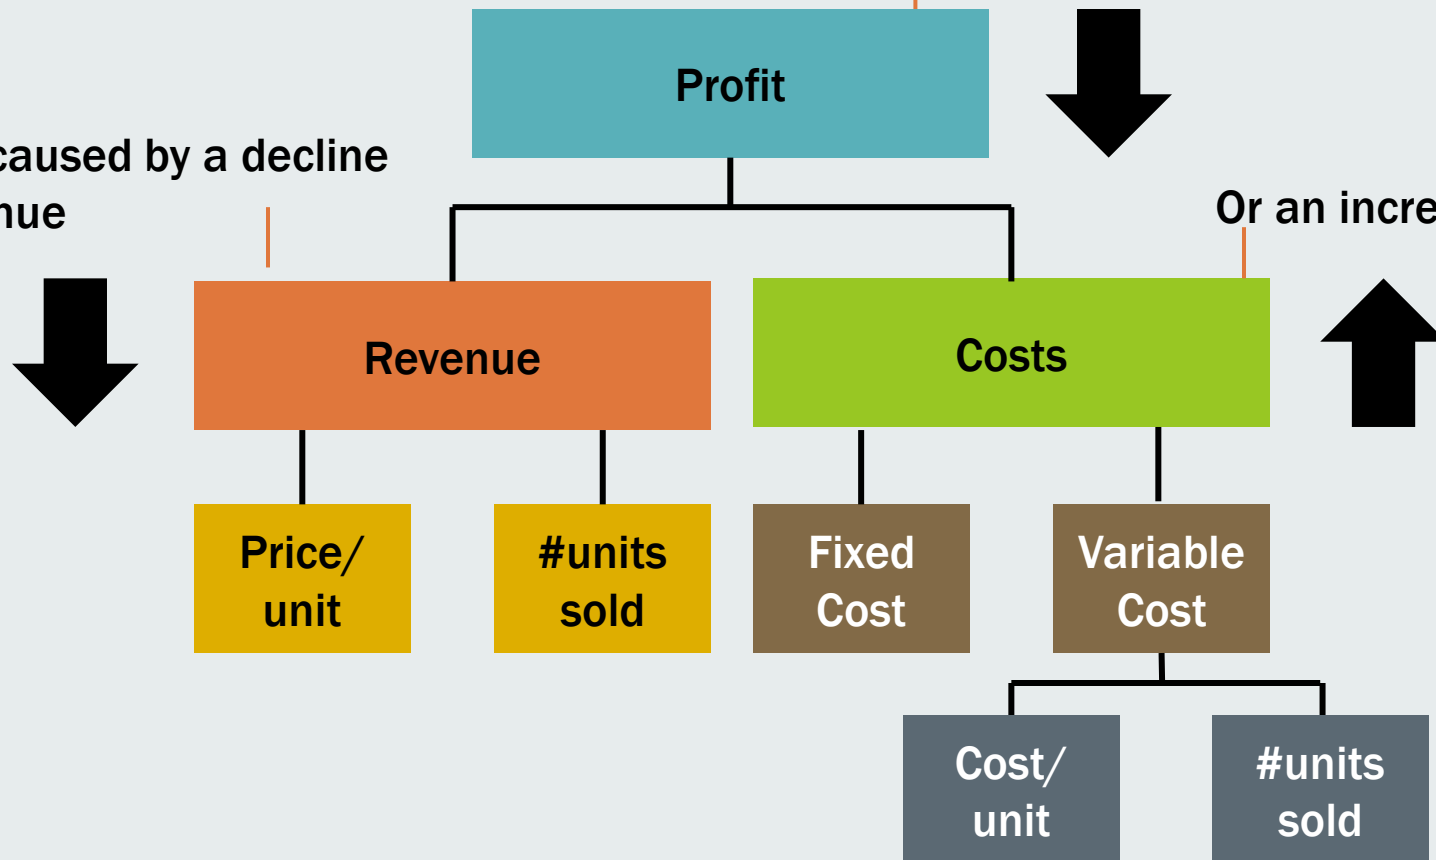 Profit
caused by a decline
nue
Or an incre
Revenue
Costs
Price/
unit
#units
sold
Fixed
Cost
Variable
Cost
Cost/
unit
#units
sold